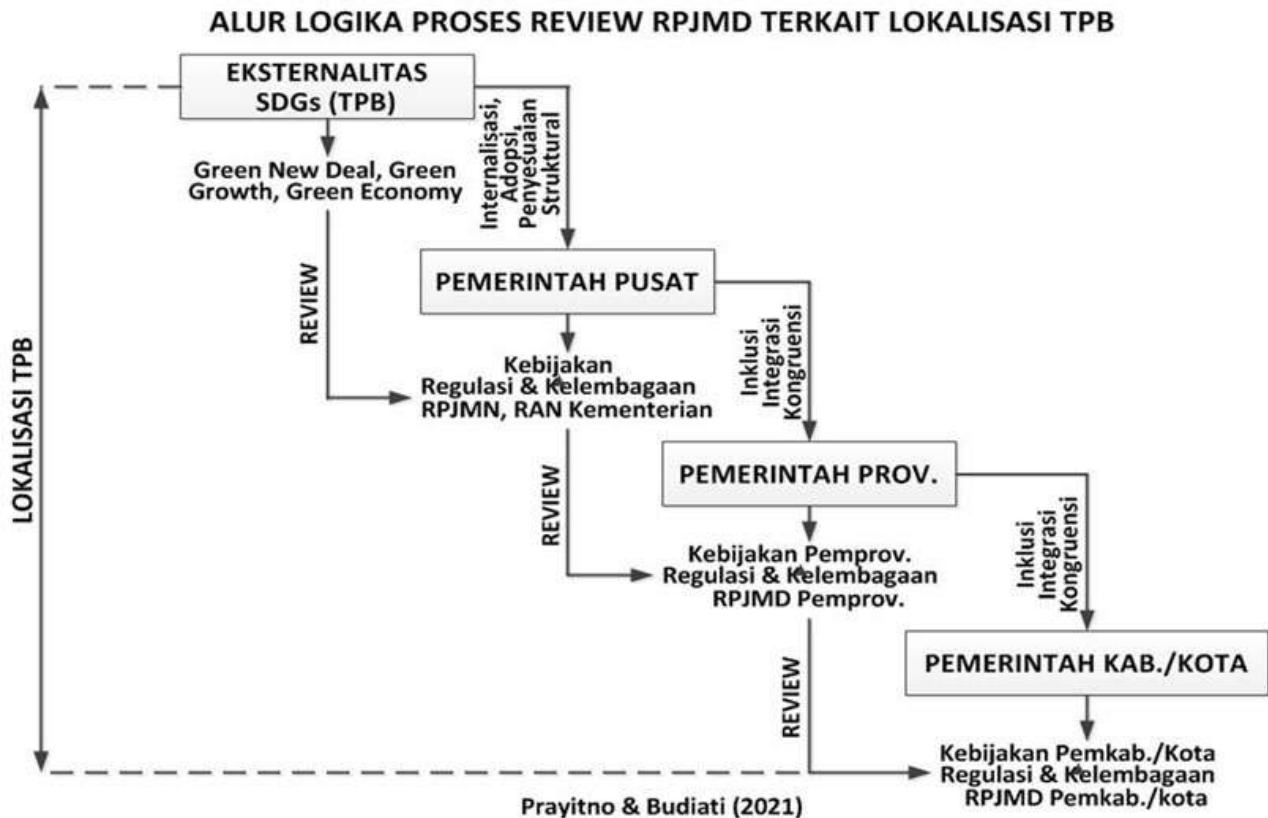 ALUR LOGIKA PROSES REVIEW RPJMD TERKAIT LOKALISASI TPB
EKSTERNALITAS
SDGs (TPB)
Internalisasi,
Adopsi,
Penyesuaian
Struktural
Green New Deal, Green
Growth, Green Economy
REVIEW
PEMERINTAH PUSAT
Inklusi
Integrasi
Kongruensi
Kebijakan
Regulasi & Kelembagaan
RPJMN, RAN Kementerian
LOKALISASI TPB
REVIEW
PEMERINTAH PROV.
Inklusi
Integrasi
Kongruensi
Kebijakan Pemprov.
Regulasi & Kelembagaan
RPJMD Pemprov.
REVIEW
PEMERINTAH KAB./KOTA
Kebijakan Pemkab./Kota
Regulasi & Kelembagaan
RPJMD Pemkab./kota
Prayitno & Budiati (2021)